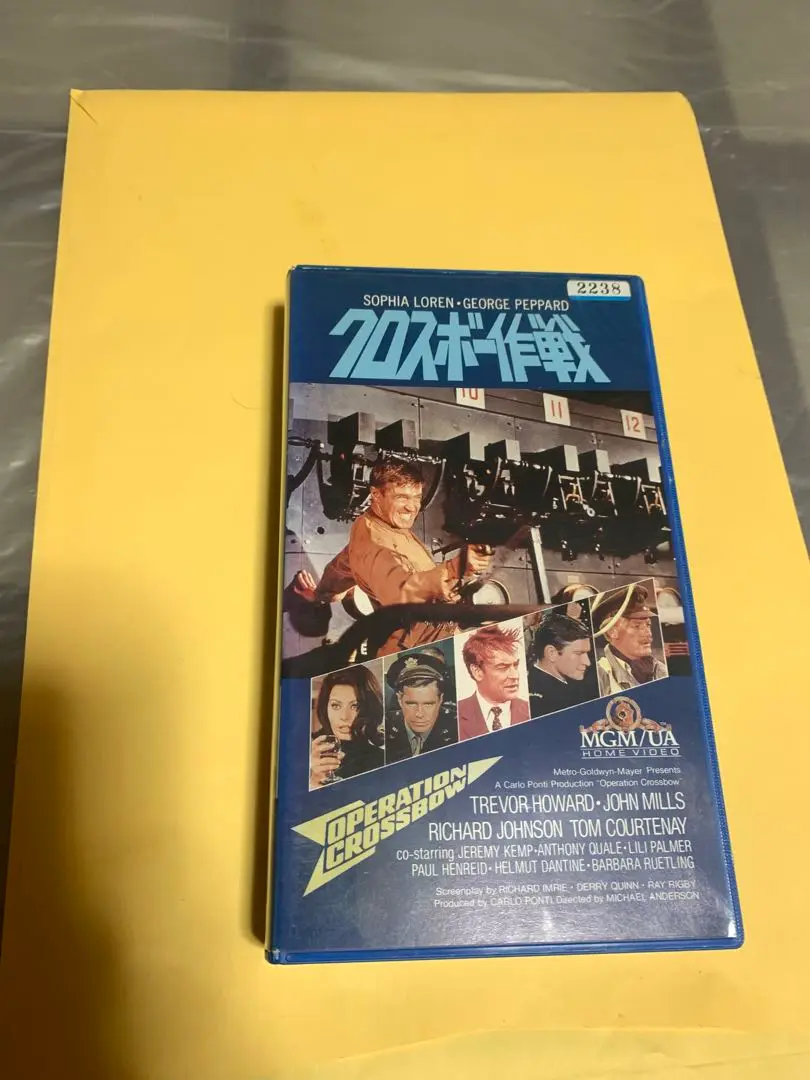 2238
SOPHIA LOREN・GEORGE PEPPARD
クロスボー作戦
10
11
12
MGM/UA
HOME VIDEO
Metro-Goldwyn-Mayer Presents
A Carlo Ponti Production "Operation Crossbow"
OPERATION
CROSSBOW
TREVOR HOWARD・JOHN MILLS
RICHARD JOHNSON TOM COURTENAY
co-starring JEREMY KEMP・ANTHONY QUALE・LILI PALMER
PAUL HENREID・HELMUT DANTINE・BARBARA RUETLING
Screenplay by RICHARD IMRIE・DERRY QUINN・RAY RIGBY
Produced by CARLO PONTI Directed by MICHAEL ANDERSON